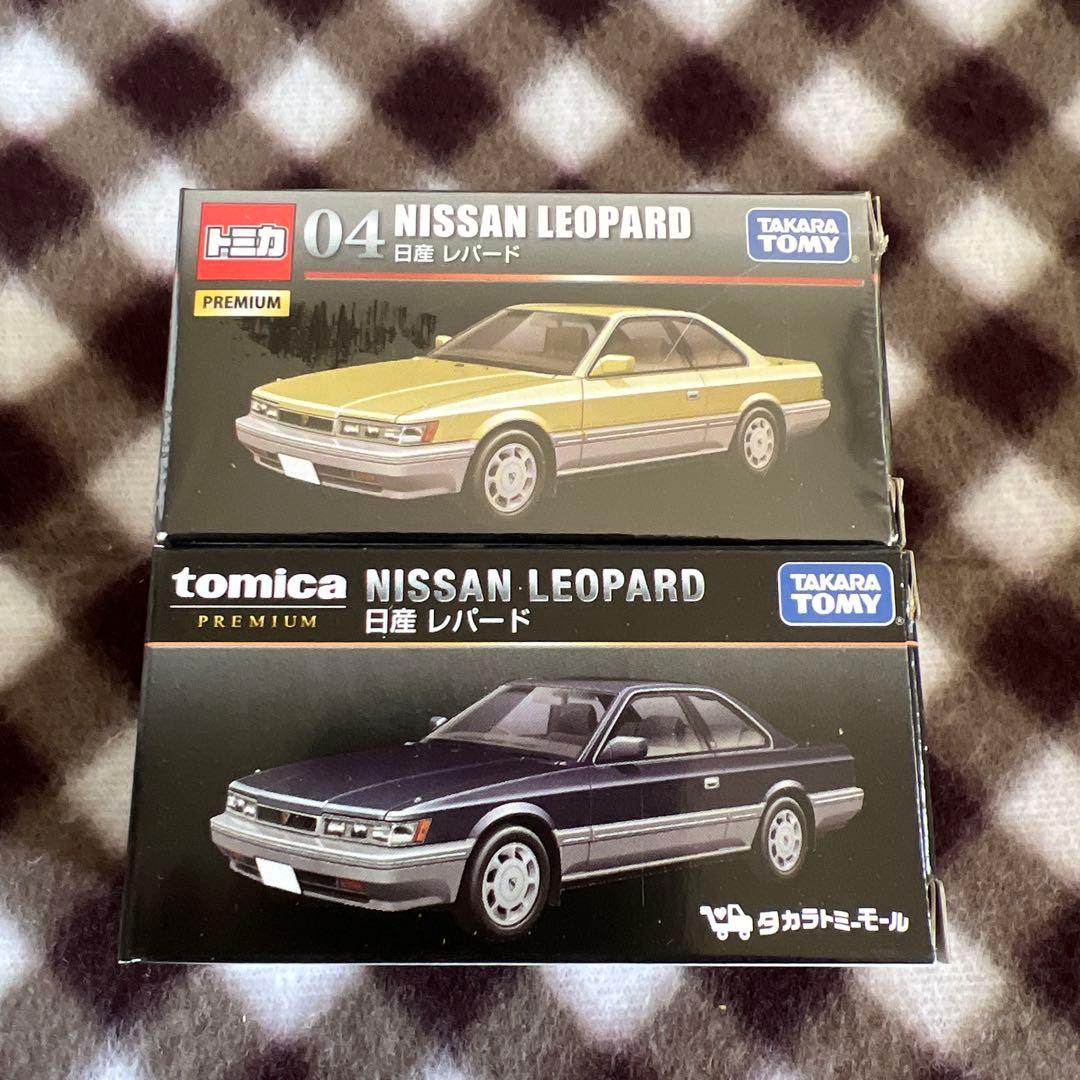 トミカ
04 NISSAN LEOPARD
日産 レパード
PREMIUM
TAKARA
TOMY®
tomica
PREMIUM
NISSAN LEOPARD
日産 レパード
TAKARA
TOMY®
タカラトミーモール